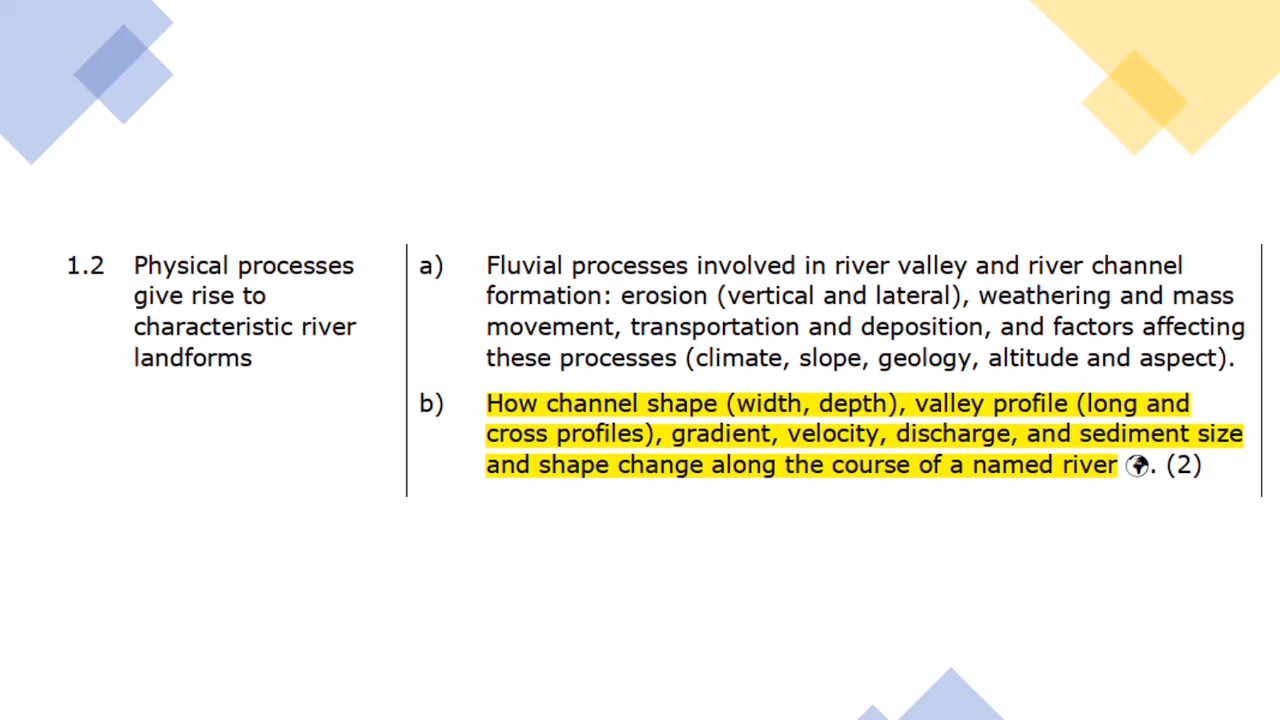 1.2 Physical processes
give rise to
characteristic river
landforms
a) Fluvial processes involved in river valley and river channel
formation: erosion (vertical and lateral), weathering and mass
movement, transportation and deposition, and factors affecting
these processes (climate, slope, geology, altitude and aspect).
b) How channel shape (width, depth), valley profile (long and
cross profiles), gradient, velocity, discharge, and sediment size
and shape change along the course of a named river . (2)